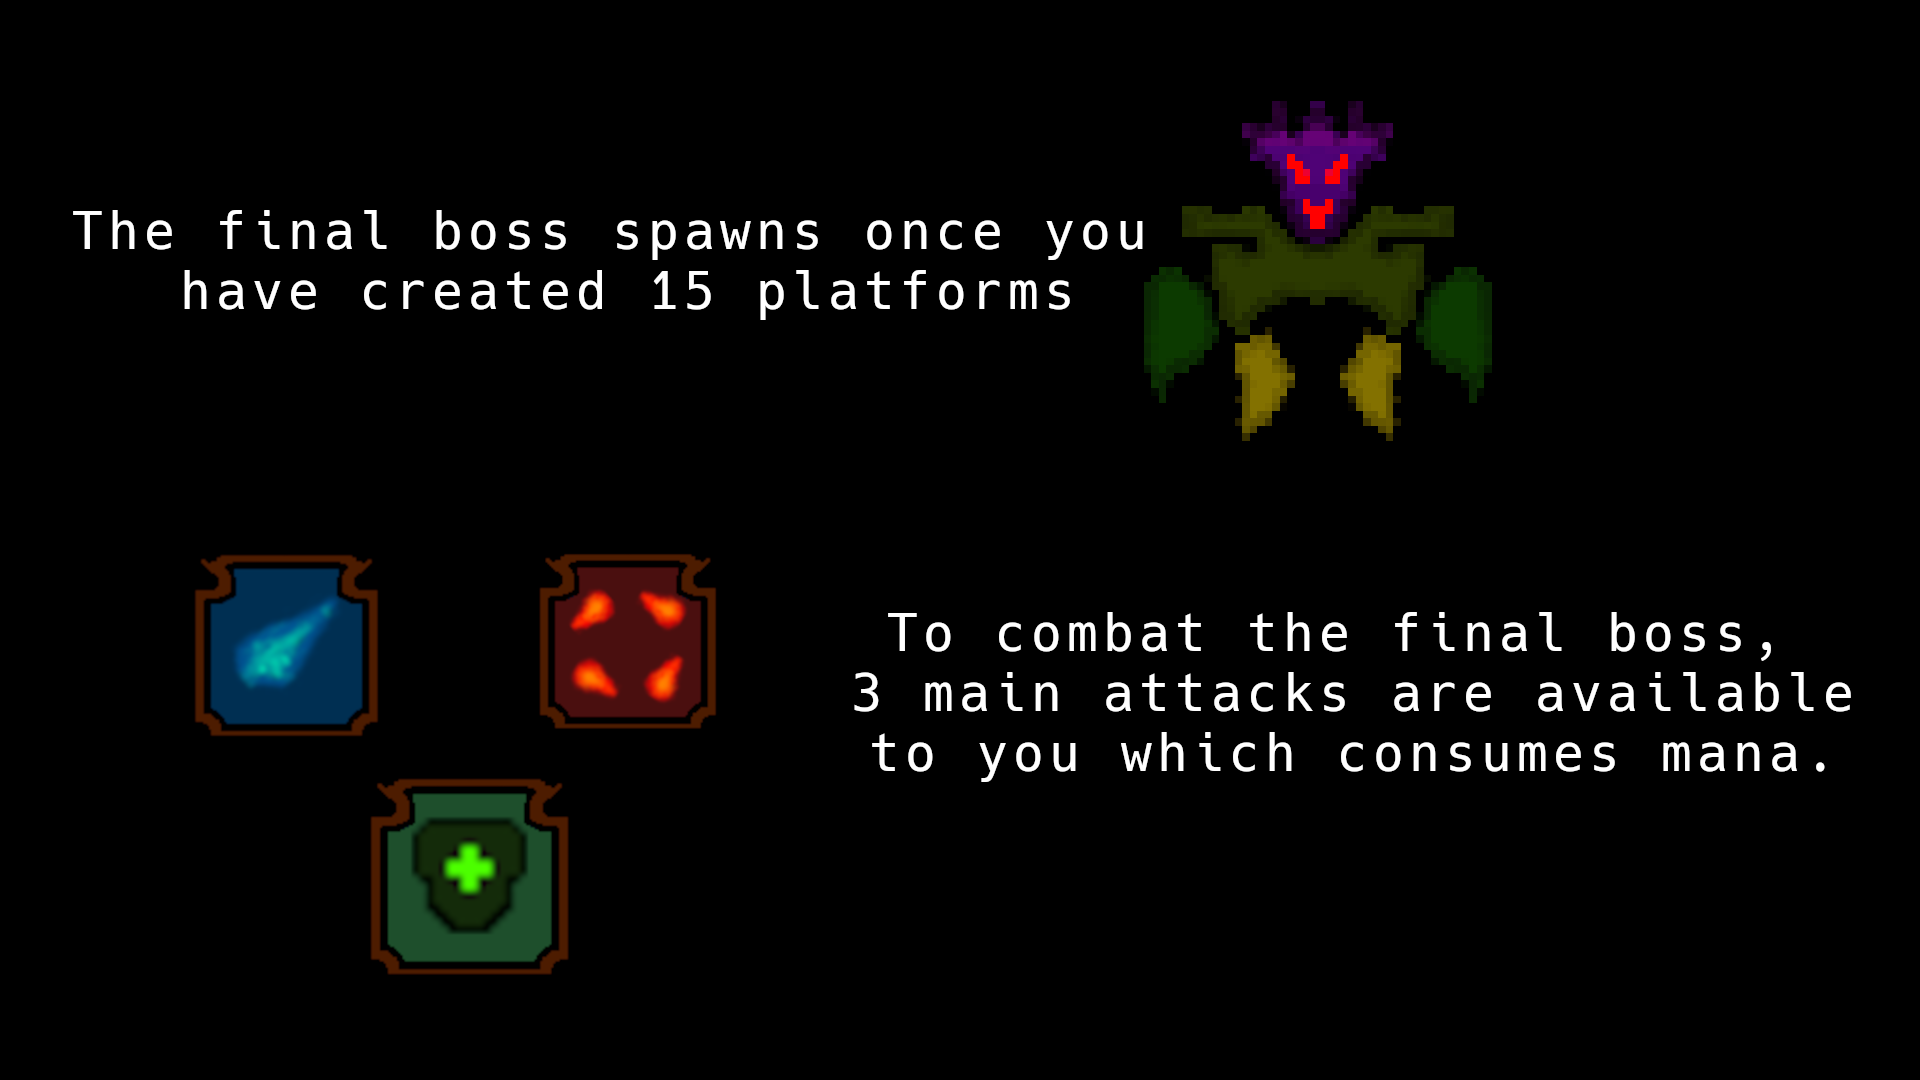 The final boss spawns once you
have created 15 platforms
To combat the final boss,
3 main attacks are available
to you which consumes mana.